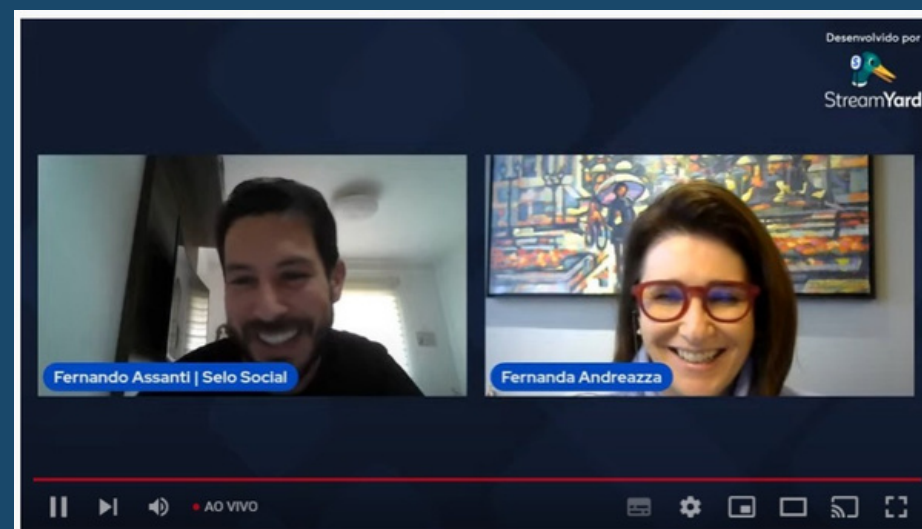 Desenvolvido por
StreamYard
Fernando Assanti | Selo Social
Fernanda Andreazza
AO VIVO